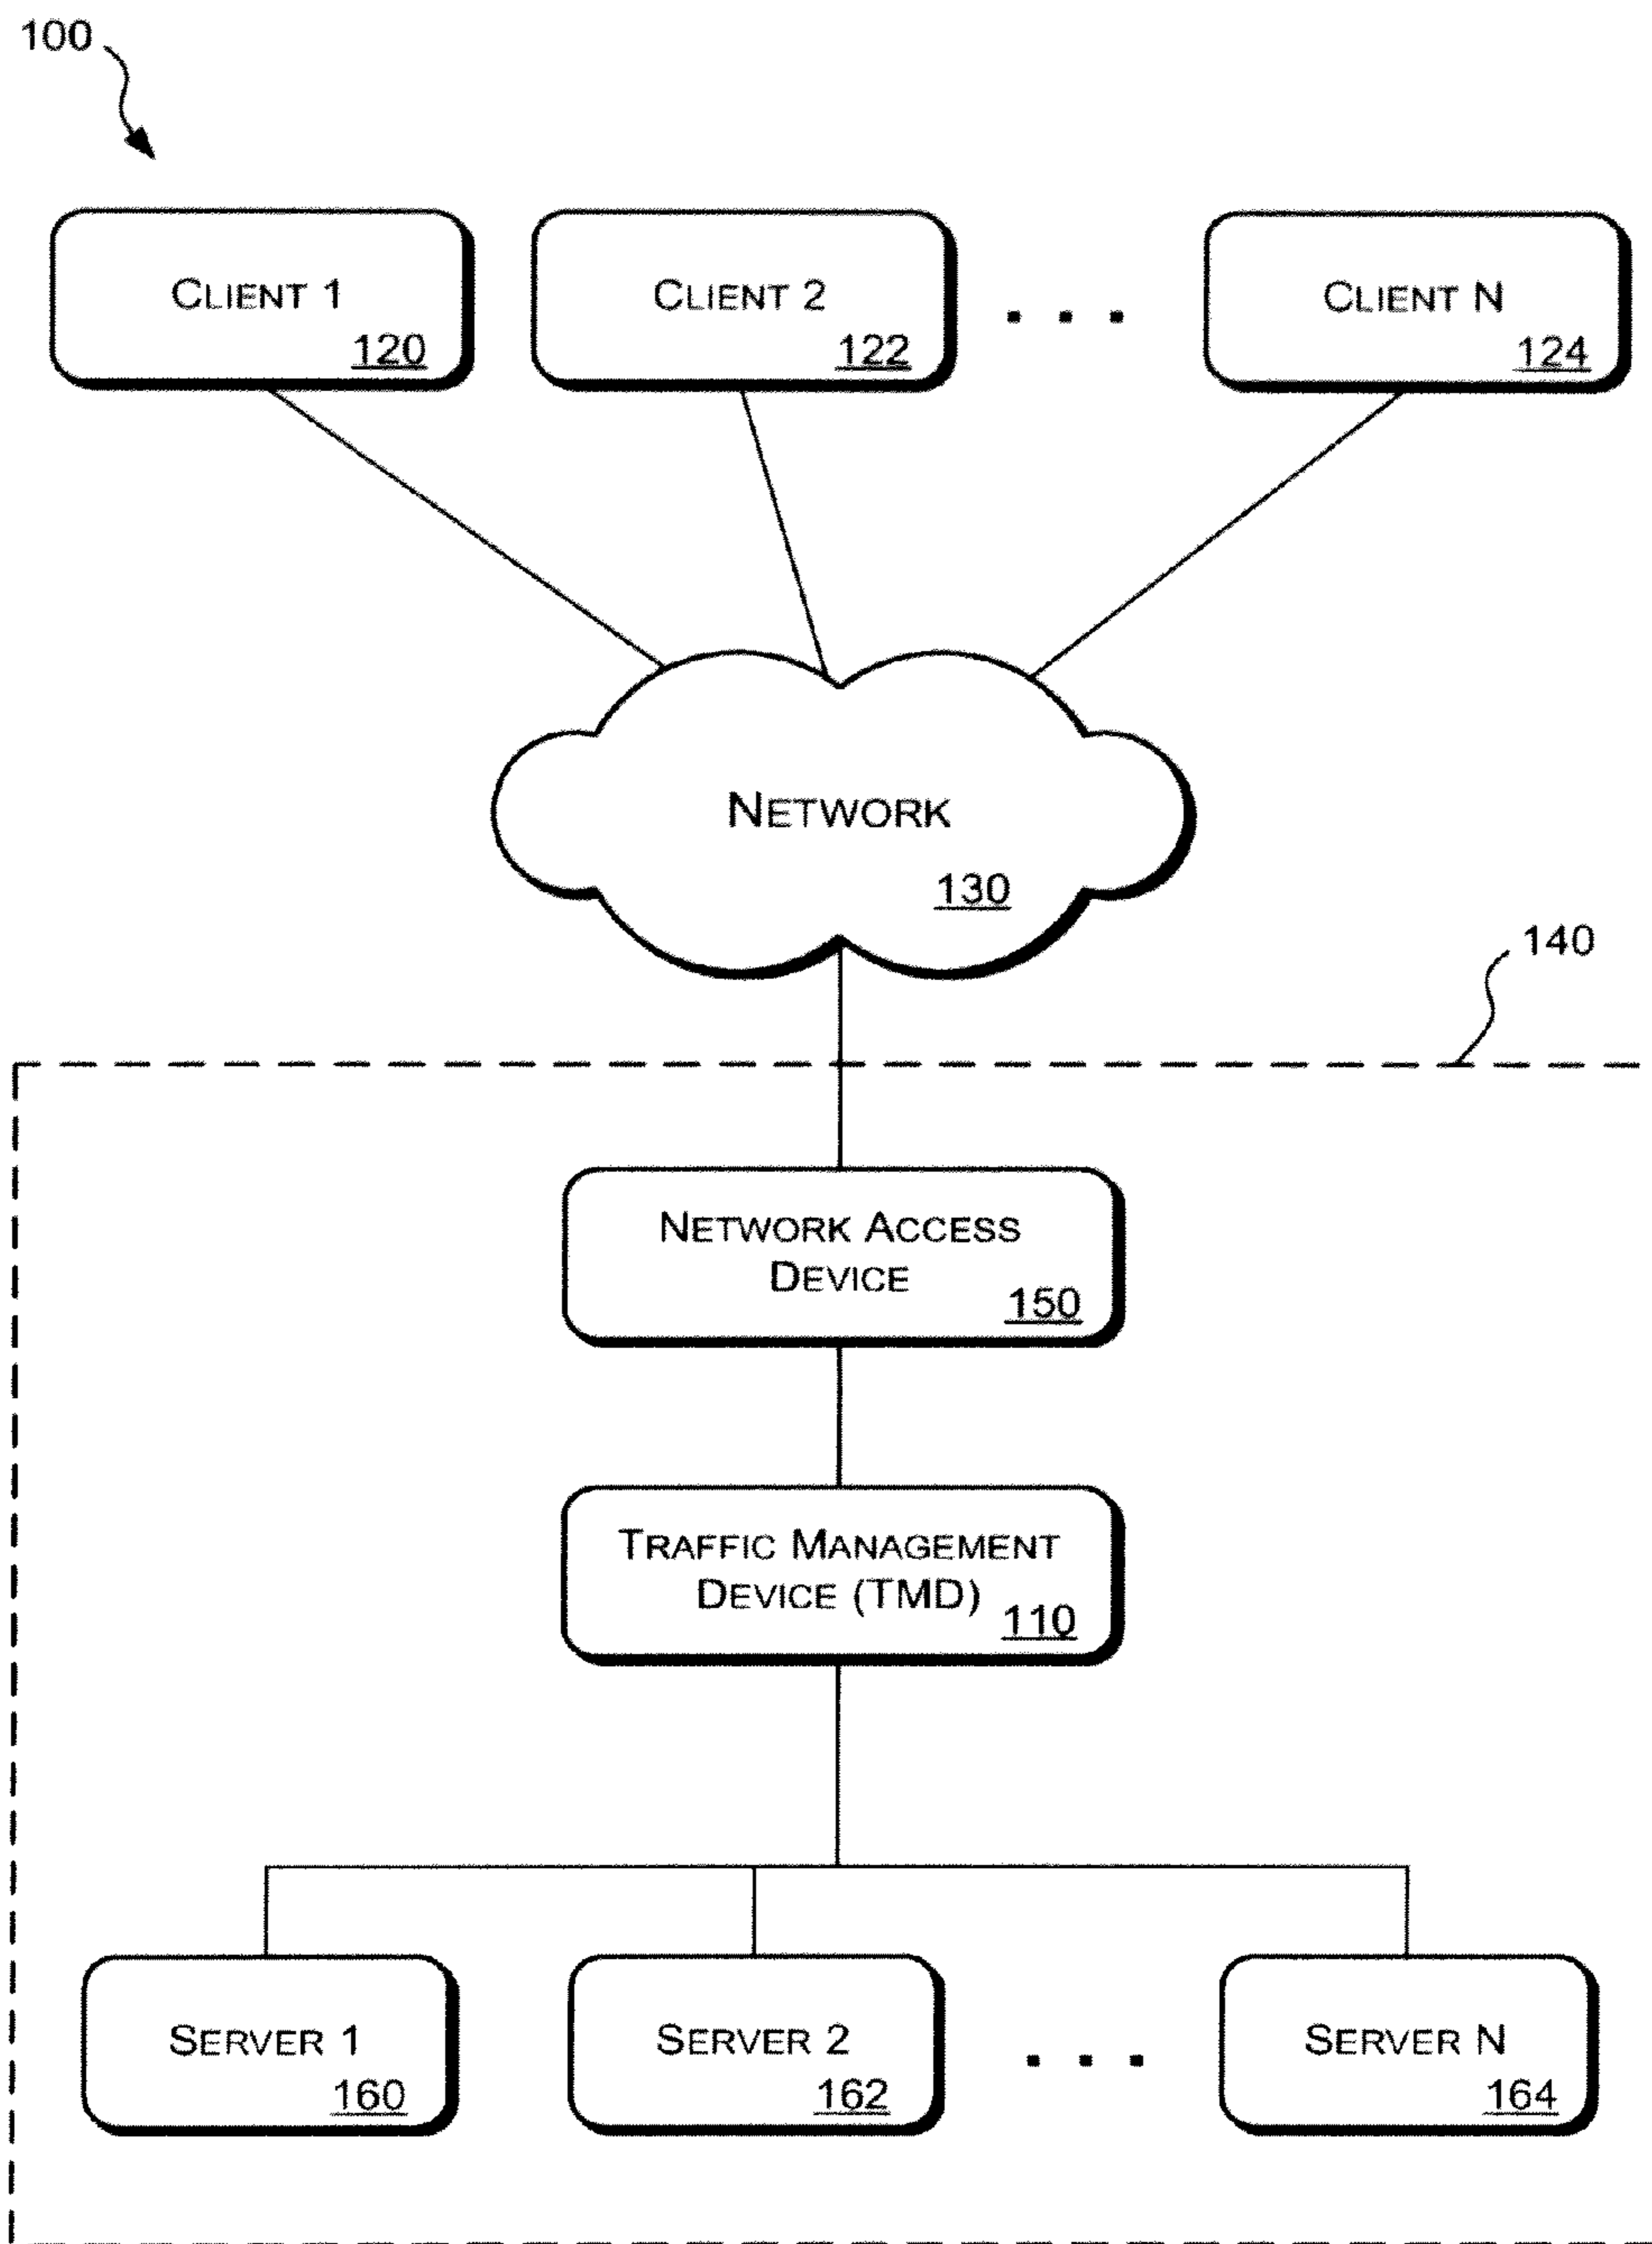 100
CLIENT 1
120
CLIENT 2
122
. . .
CLIENT N
124
NETWORK
130
140
NETWORK ACCESS
DEVICE
150
TRAFFIC MANAGEMENT
DEVICE (TMD)
110
SERVER 1
160
SERVER 2
162
. . .
SERVER N
164